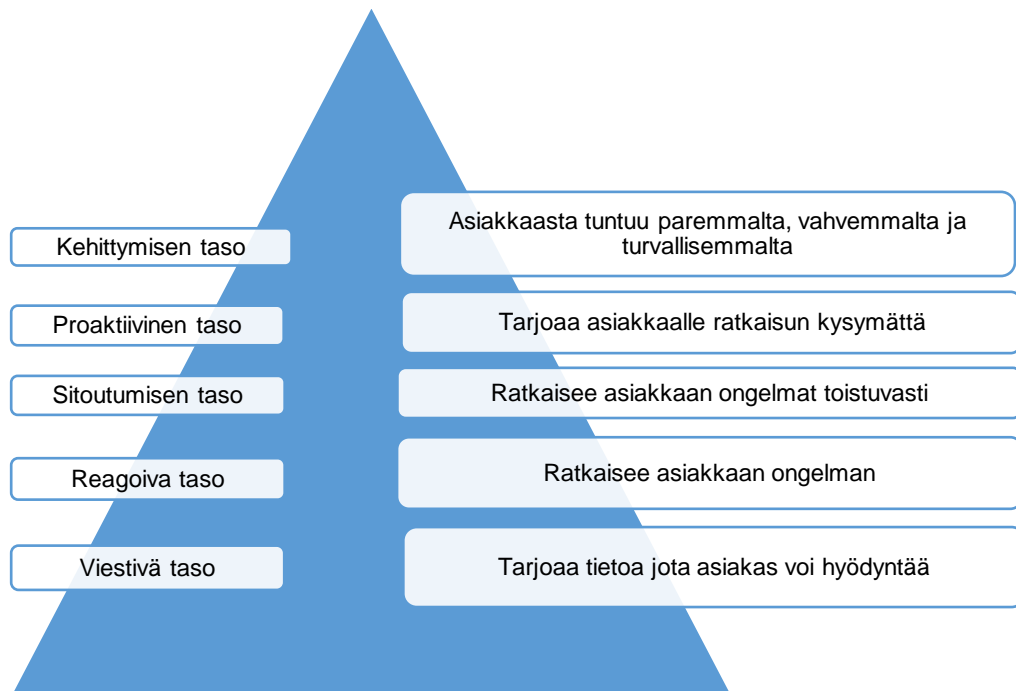 Kehittymisen taso
Asiakkaasta tuntuu paremmalta, vahvemmalta ja
turvallisemmalta
Proaktiivinen taso
Tarjoaa asiakkaalle ratkaisun kysymättä
Sitoutumisen taso
Ratkaisee asiakkaan ongelmat toistuvasti
Reagoiva taso
Ratkaisee asiakkaan ongelman
Viestivä taso
Tarjoaa tietoa jota asiakas voi hyödyntää